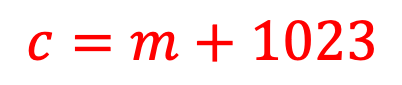 c = m + 1023